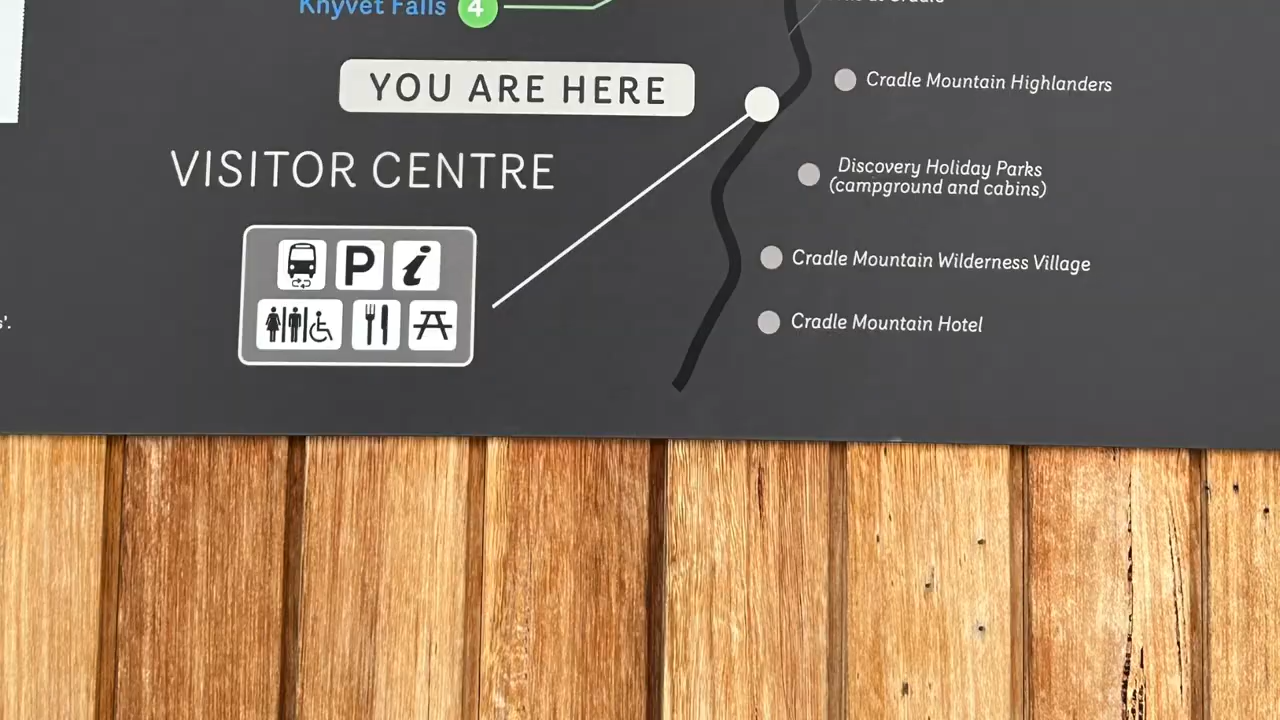 Knyvet Falls 4
YOU ARE HERE
Cradle Mountain Highlanders
VISITOR CENTRE
Discovery Holiday Parks
(campground and cabins)
P i
Cradle Mountain Wilderness Village
Cradle Mountain Hotel